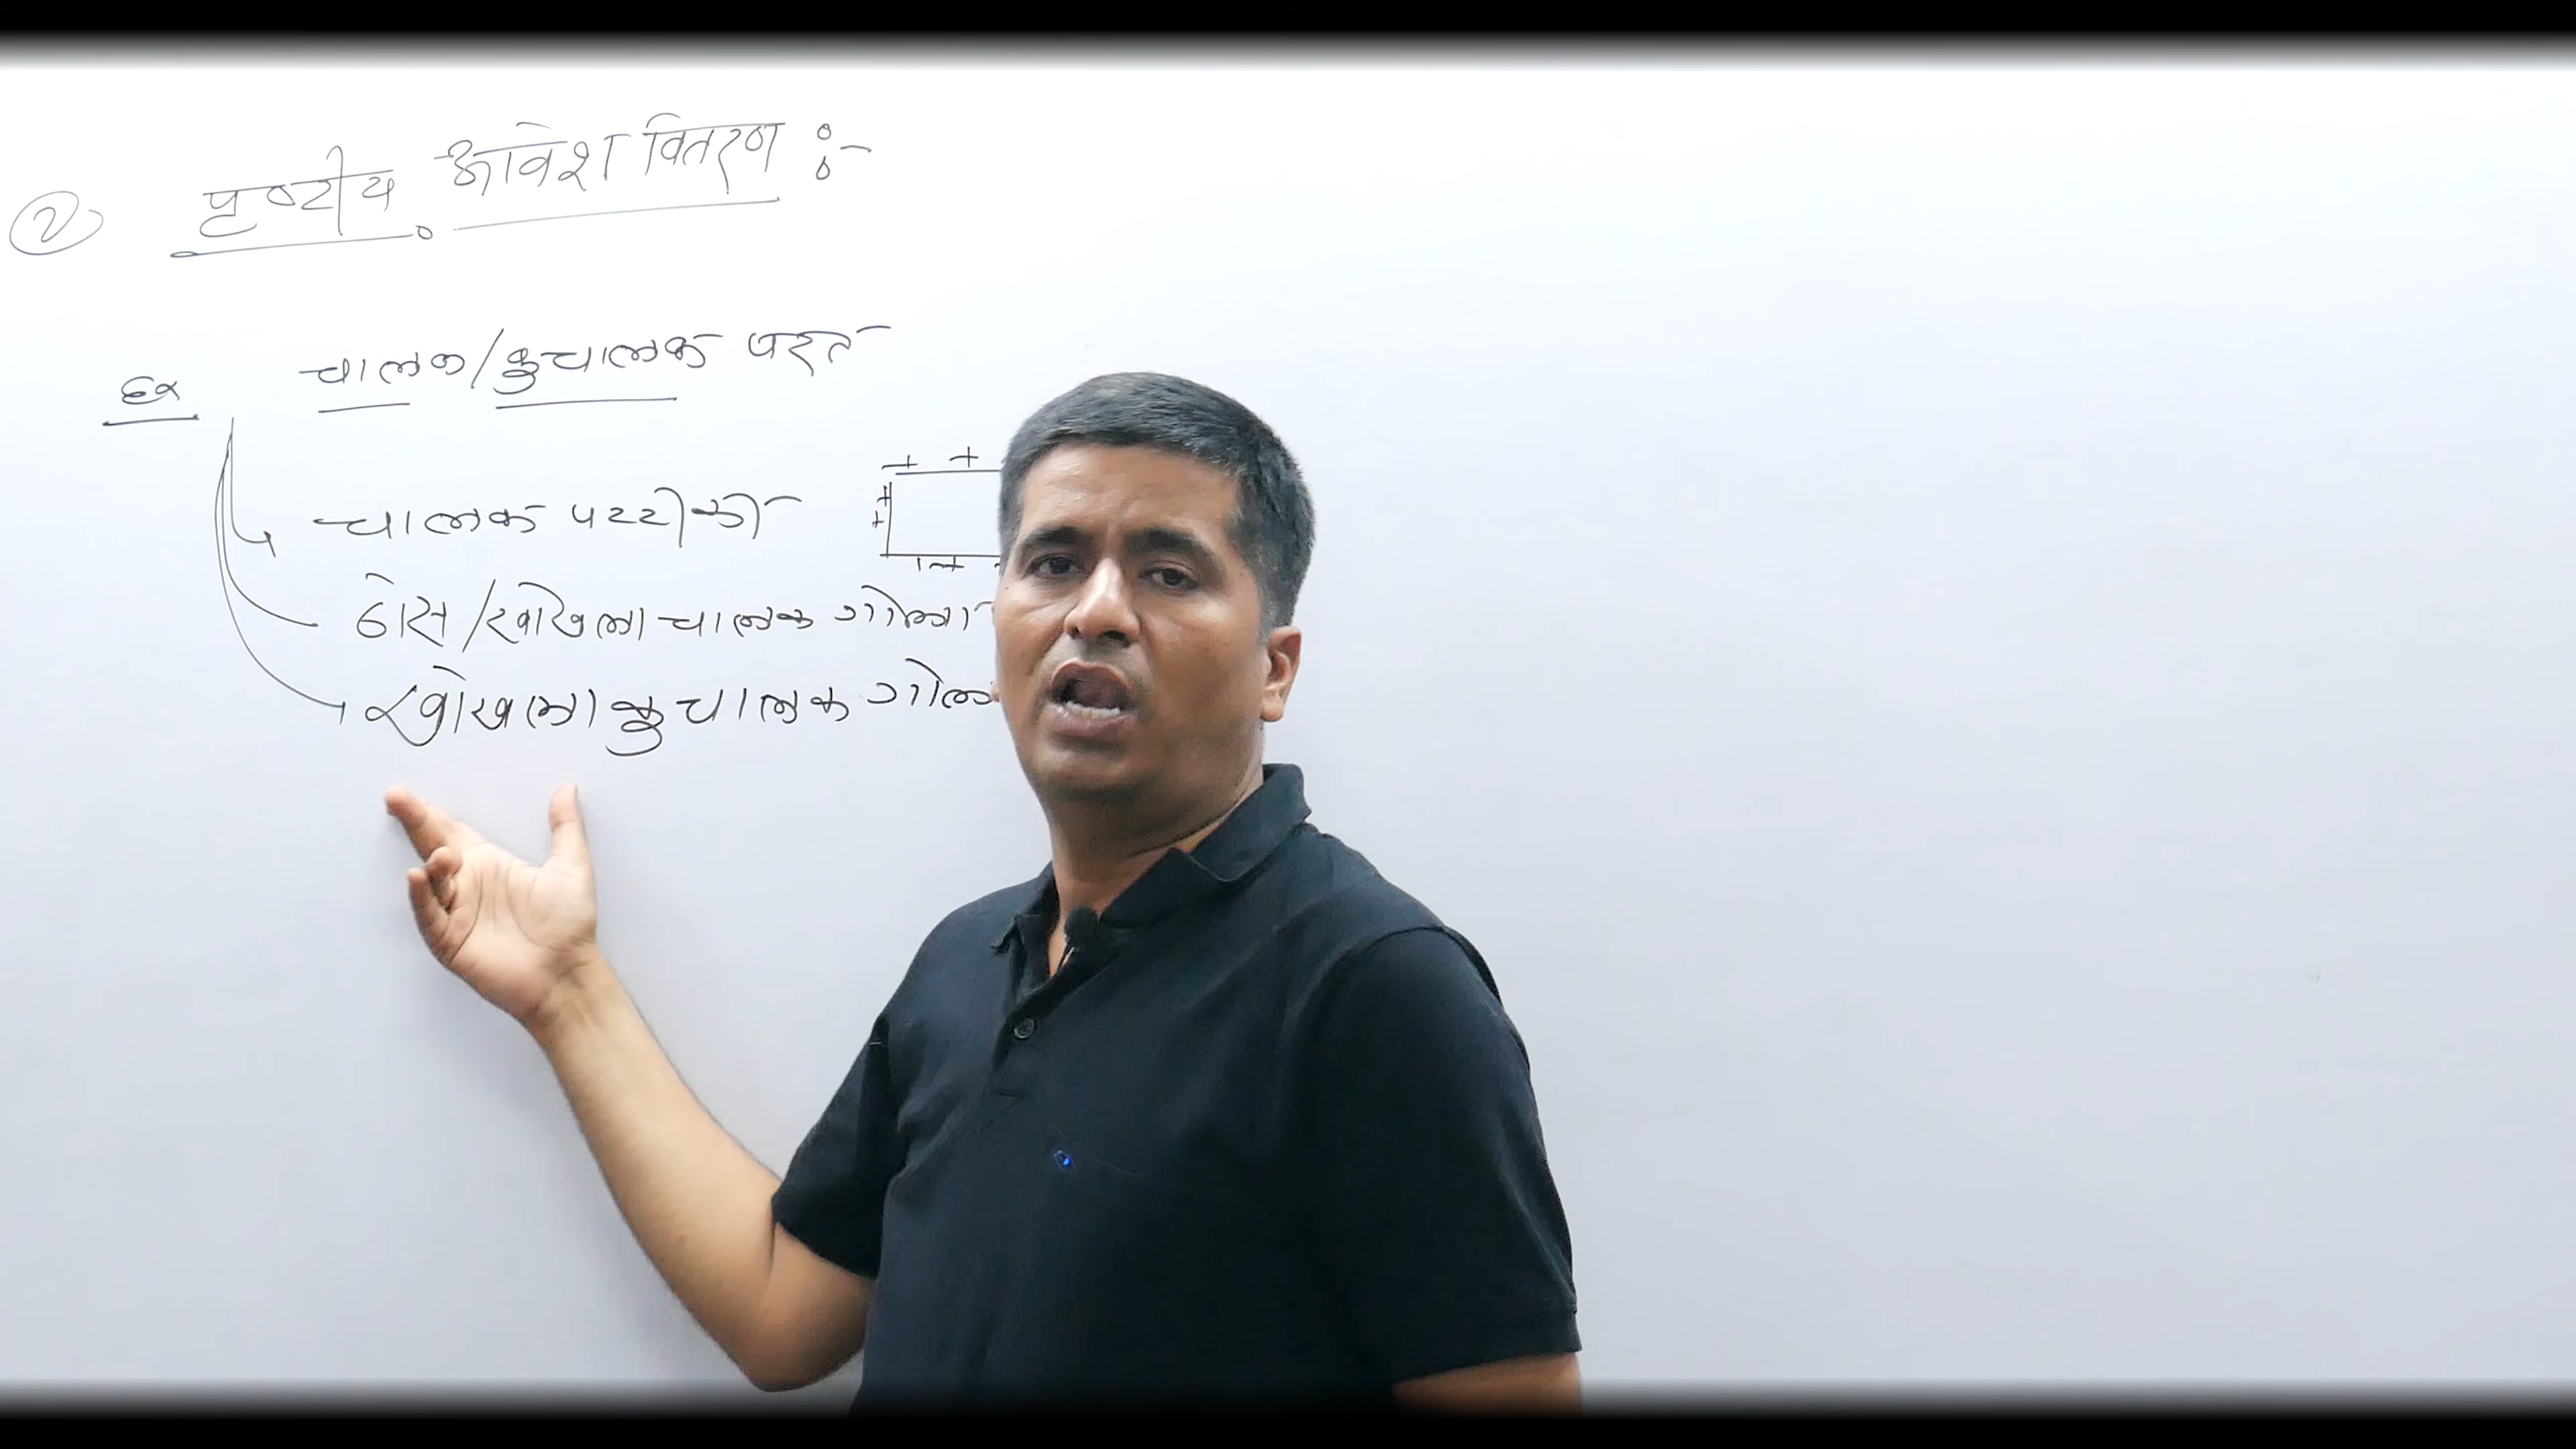 ② पृष्टीय आवेश वितरण :-
Ex चालक/कुचालक परत
चालक पट्टीका
+ +
+
+
+
ठोस/खोखला चालक गोला
खोखला कुचालक गोल